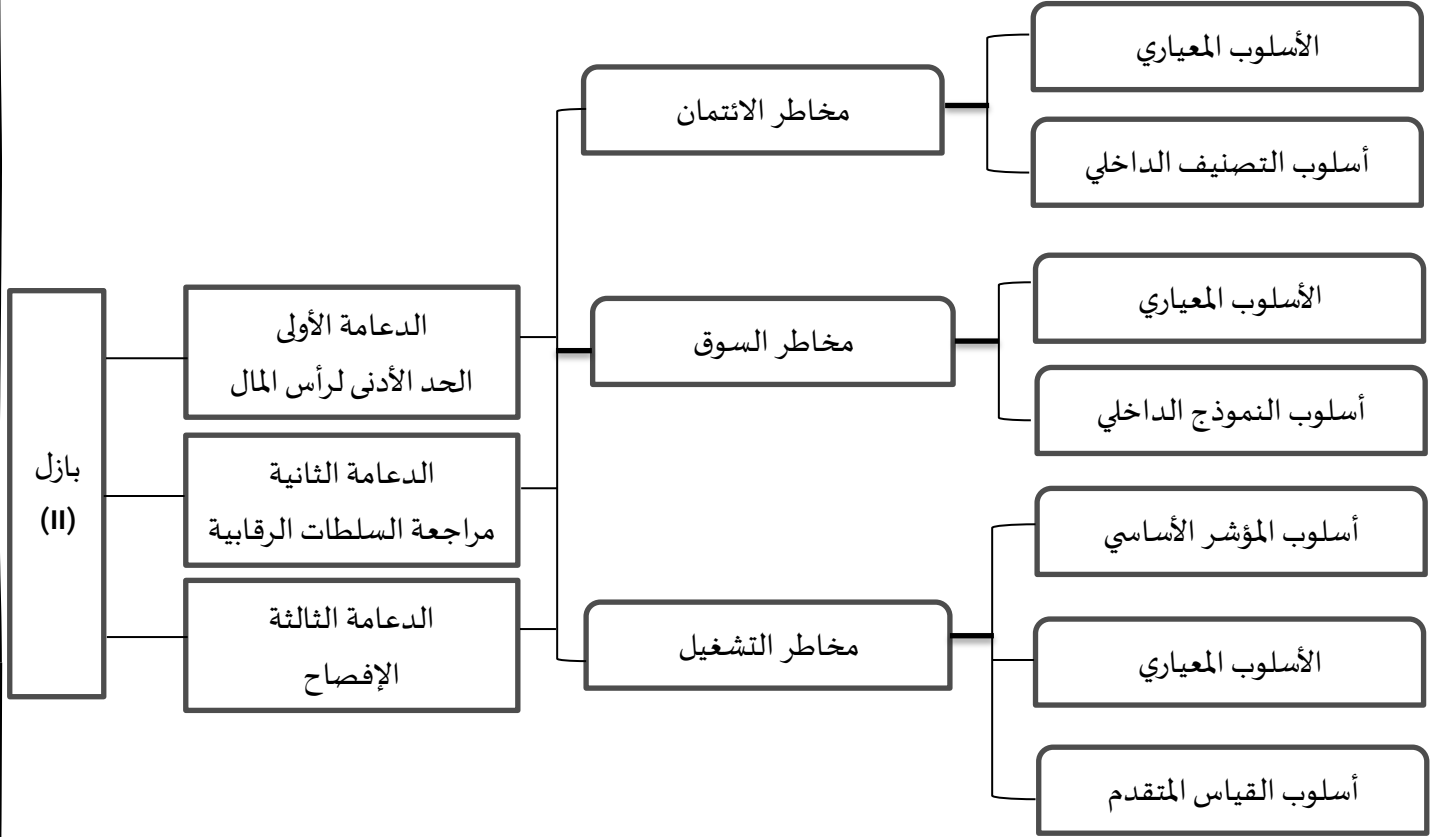 بازل
(II)
الدعامة الأولى
الحد الأدنى لرأس المال
الدعامة الثانية
مراجعة السلطات الرقابية
الدعامة الثالثة
الإفصاح
مخاطر الائتمان
مخاطر السوق
مخاطر التشغيل
الأسلوب المعياري
أسلوب التصنيف الداخلي
الأسلوب المعياري
أسلوب النموذج الداخلي
أسلوب المؤشر الأساسي
الأسلوب المعياري
أسلوب القياس المتقدم